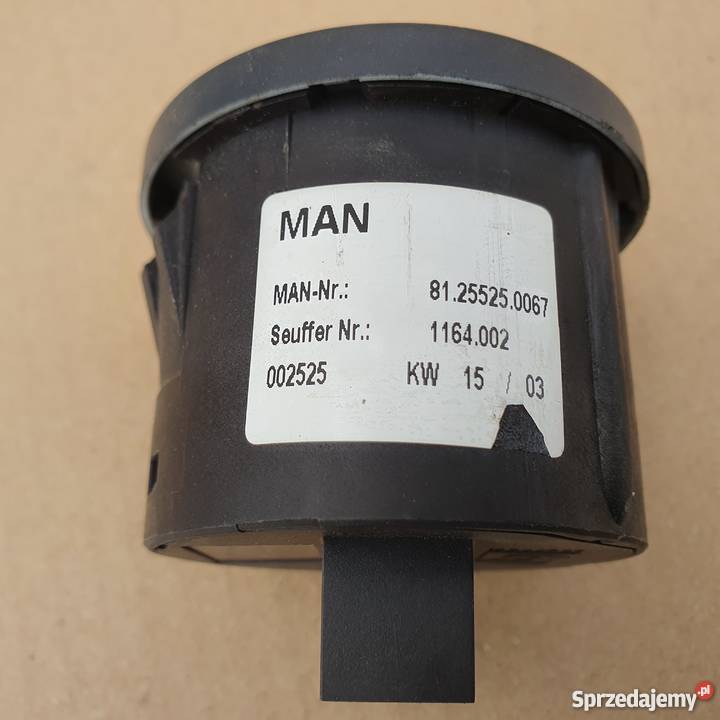 MAN
MAN-Nr.: 81.25525.0067
Seuffer Nr.: 1164.002
002525 KW 15 / 03
Sprzedajemy.pl